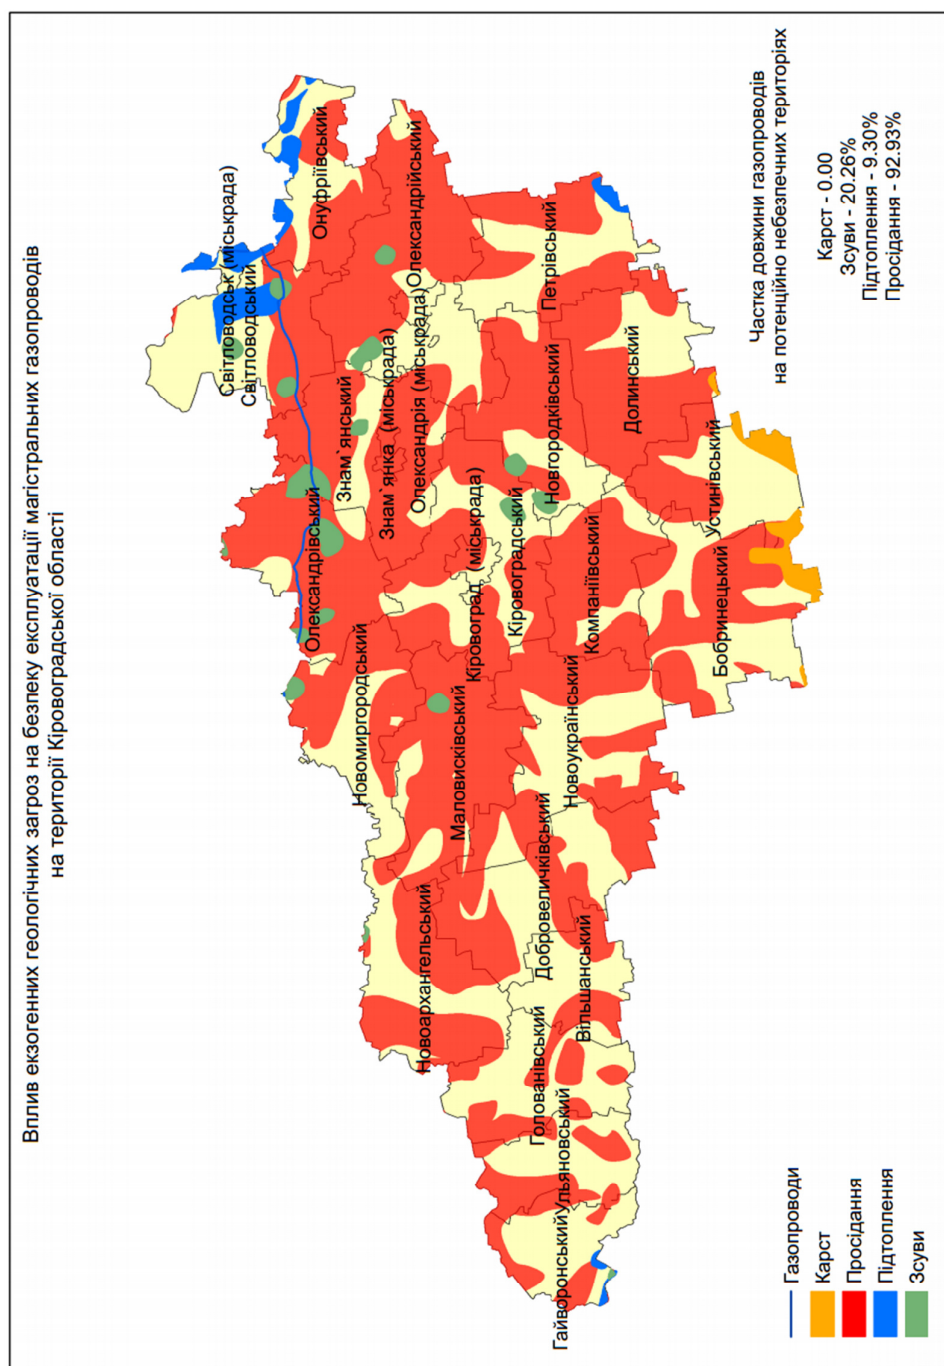 Вплив екзогенних геологічних загроз на безпеку експлуатації магістральних газопроводів
на території Кіровоградської області
Світловодськ (міськрада)
Світловодський
Онуфріївський
Олександрійський
Знам`янський
Знам`янка (міськрада)
Олександрія (міськрада)
Петрівський
Олександрівський
Новомиргородський
Кіровоград (міськрада)
Кіровоградський
Новгородківський
Долинський
Маловисківський
Компаніївський
Устинівський
Бобринецький
Новоукраїнський
Новоархангельський
Добровеличківський
Вільшанський
Голованівський
Ульяновський
Гайворонський
Частка довжини газопроводів
на потенційно небезпечних територіях
Карст - 0.00
Зсуви - 20.26%
Підтоплення - 9.30%
Просідання - 92.93%
Газопроводи
Карст
Просідання
Підтоплення
Зсуви